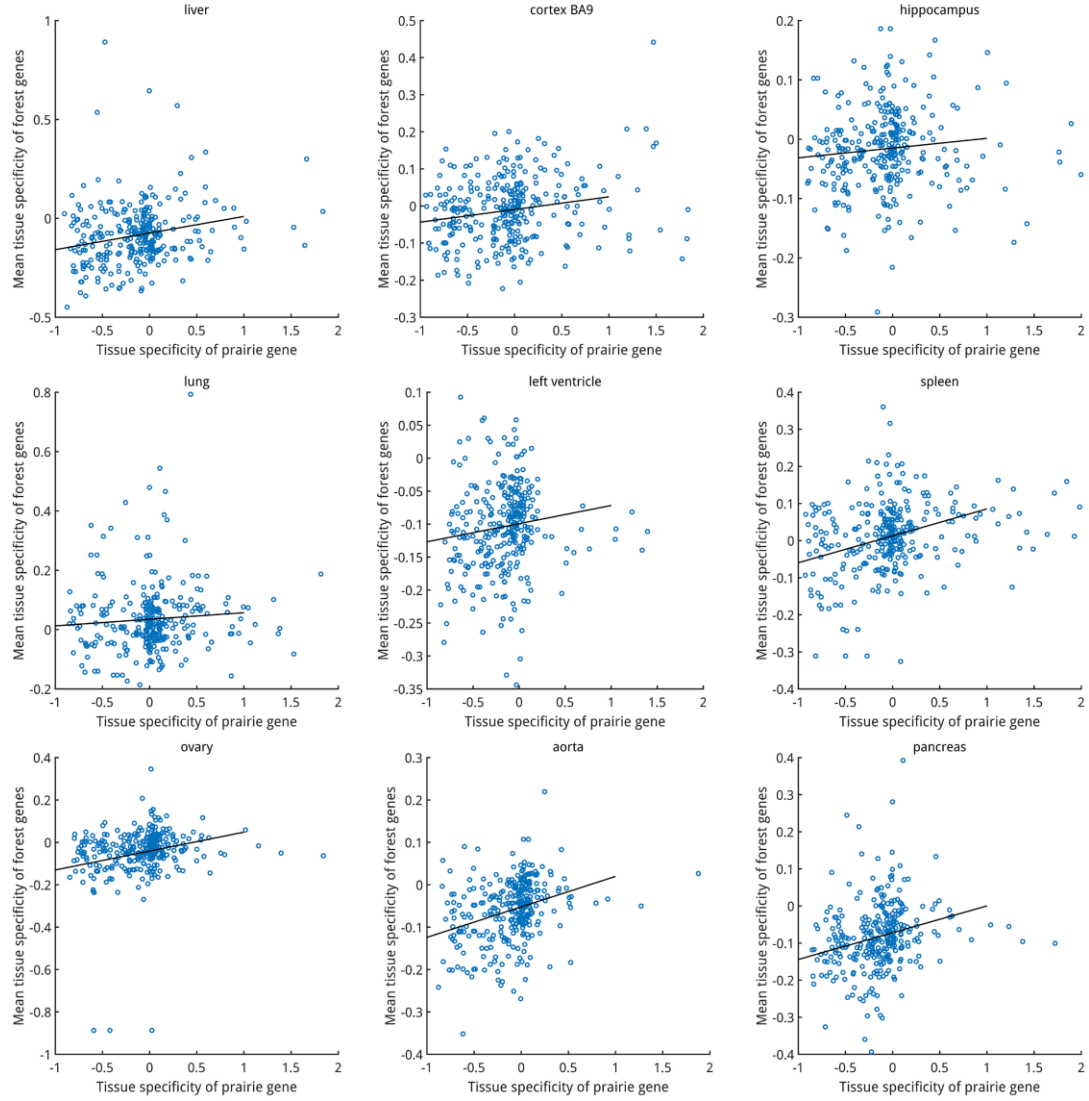 liver
Mean tissue specificity of forest genes
1
0.5
0
-0.5
-1 -0.5 0 0.5 1 1.5 2
Tissue specificity of prairie gene
cortex BA9
Mean tissue specificity of forest genes
0.5
0.4
0.3
0.2
0.1
0
-0.1
-0.2
-0.3
-1 -0.5 0 0.5 1 1.5 2
Tissue specificity of prairie gene
hippocampus
Mean tissue specificity of forest genes
0.2
0.1
0
-0.1
-0.2
-0.3
-1 -0.5 0 0.5 1 1.5 2
Tissue specificity of prairie gene
lung
Mean tissue specificity of forest genes
0.8
0.6
0.4
0.2
0
-0.2
-1 -0.5 0 0.5 1 1.5 2
Tissue specificity of prairie gene
left ventricle
Mean tissue specificity of forest genes
0.1
0.05
0
-0.05
-0.1
-0.15
-0.2
-0.25
-0.3
-0.35
-1 -0.5 0 0.5 1 1.5 2
Tissue specificity of prairie gene
spleen
Mean tissue specificity of forest genes
0.4
0.3
0.2
0.1
0
-0.1
-0.2
-0.3
-0.4
-1 -0.5 0 0.5 1 1.5 2
Tissue specificity of prairie gene
ovary
Mean tissue specificity of forest genes
0.4
0.2
0
-0.2
-0.4
-0.6
-0.8
-1
-1 -0.5 0 0.5 1 1.5 2
Tissue specificity of prairie gene
aorta
Mean tissue specificity of forest genes
0.3
0.2
0.1
0
-0.1
-0.2
-0.3
-0.4
-1 -0.5 0 0.5 1 1.5 2
Tissue specificity of prairie gene
pancreas
Mean tissue specificity of forest genes
0.4
0.3
0.2
0.1
0
-0.1
-0.2
-0.3
-0.4
-1 -0.5 0 0.5 1 1.5 2
Tissue specificity of prairie gene